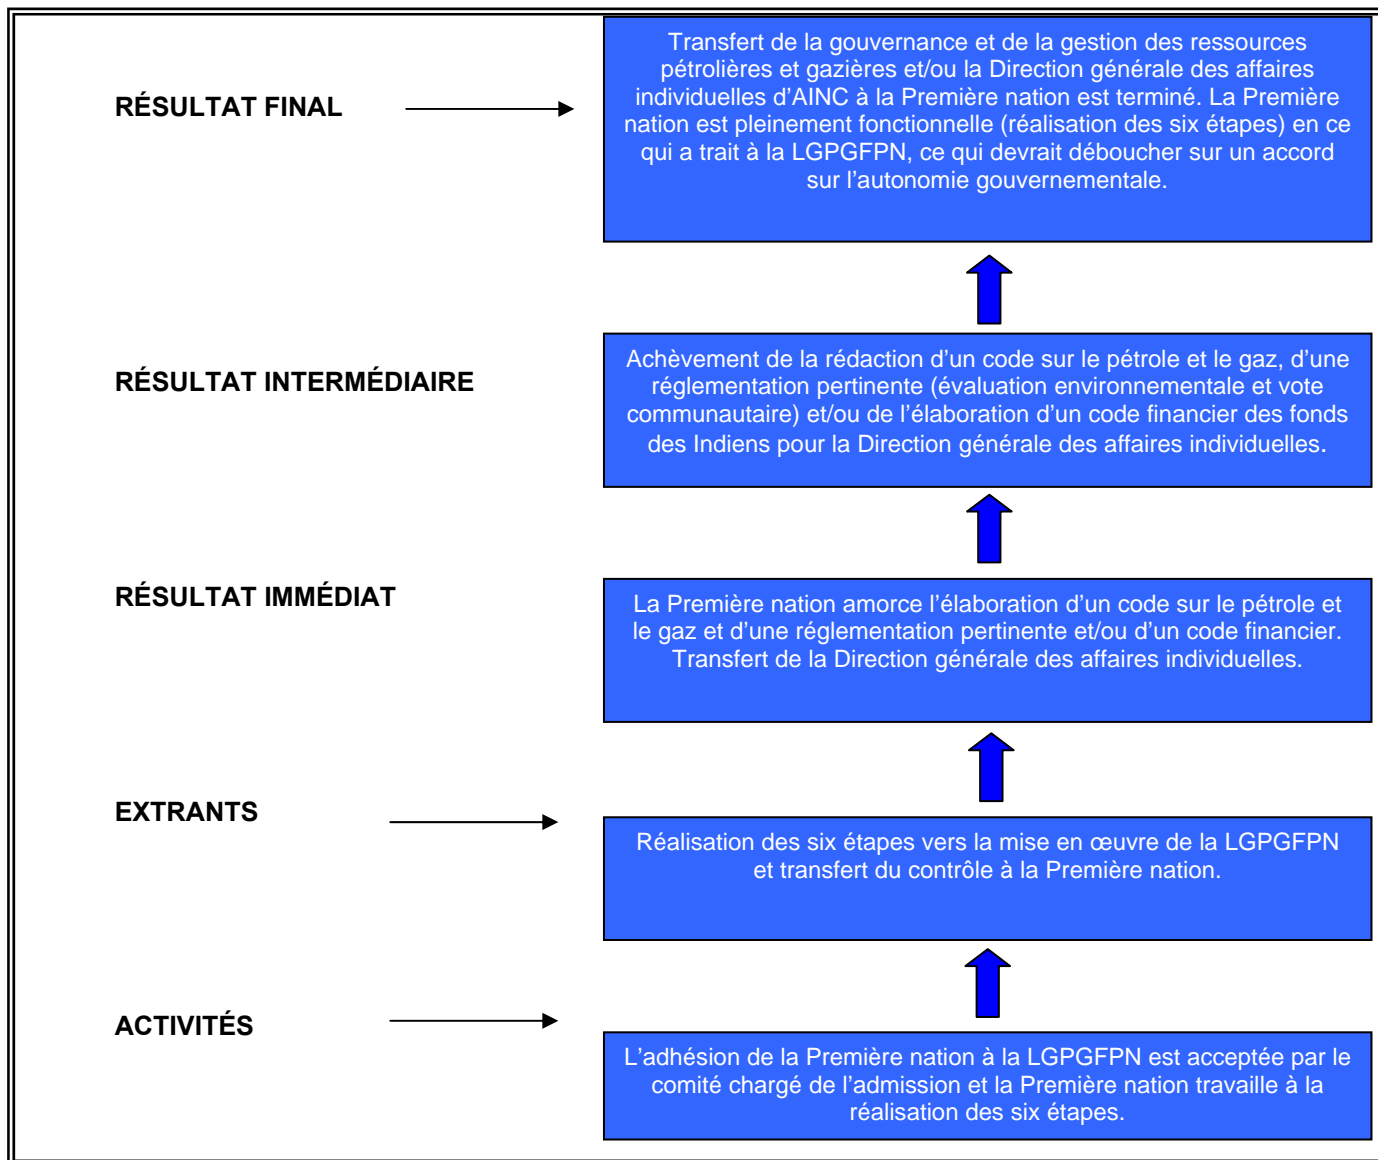 RÉSULTAT FINAL
Transfert de la gouvernance et de la gestion des ressources
pétrolières et gazières et/ou la Direction générale des affaires
individuelles d’AINC à la Première nation est terminé. La Première
nation est pleinement fonctionnelle (réalisation des six étapes) en ce
qui a trait à la LGPGFPN, ce qui devrait déboucher sur un accord
sur l’autonomie gouvernementale.
RÉSULTAT INTERMÉDIAIRE
Achèvement de la rédaction d’un code sur le pétrole et le gaz, d’une
réglementation pertinente (évaluation environnementale et vote
communautaire) et/ou de l’élaboration d’un code financier des fonds
des Indiens pour la Direction générale des affaires individuelles.
RÉSULTAT IMMÉDIAT
La Première nation amorce l’élaboration d’un code sur le pétrole et
le gaz et d’une réglementation pertinente et/ou d’un code financier.
Transfert de la Direction générale des affaires individuelles.
EXTRANTS
Réalisation des six étapes vers la mise en œuvre de la LGPGFPN
et transfert du contrôle à la Première nation.
ACTIVITÉS
L’adhésion de la Première nation à la LGPGFPN est acceptée par le
comité chargé de l’admission et la Première nation travaille à la
réalisation des six étapes.